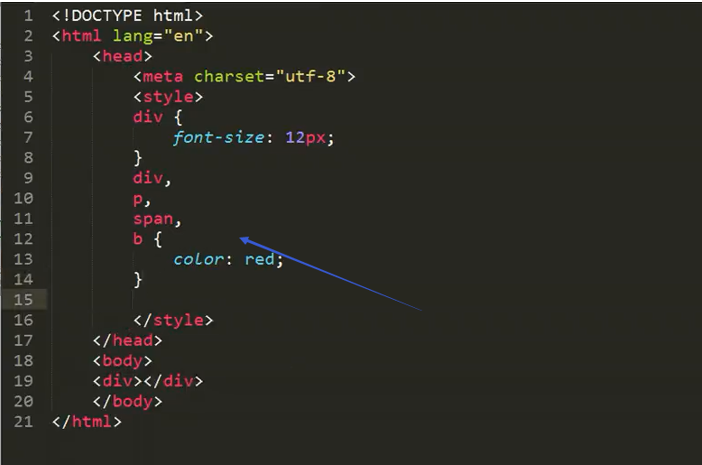 1 <!DOCTYPE html>
2 <html lang="en">
3     <head>
4         <meta charset="utf-8">
5         <style>
6         div {
7             font-size: 12px;
8         }
9         div,
10         p,
11         span,
12         b {
13             color: red;
14         }
15
16         </style>
17     </head>
18     <body>
19     <div></div>
20     </body>
21 </html>